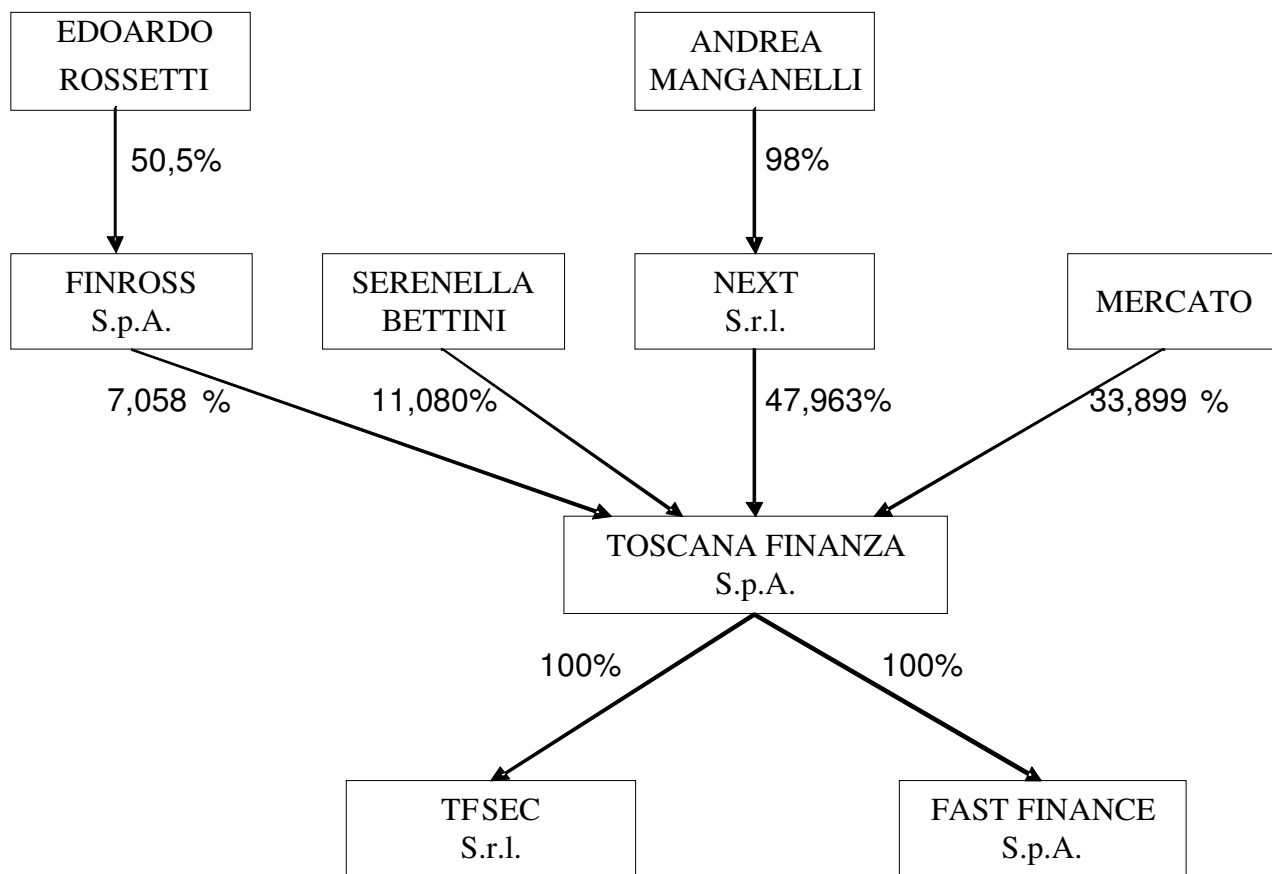 EDOARDO
ROSSETTI
ANDREA
MANGANELLI
50,5%
98%
FINROSS
S.p.A.
SERENELLA
BETTINI
NEXT
S.r.l.
MERCATO
7,058 %
11,080%
47,963%
33,899 %
TOSCANA FINANZA
S.p.A.
100%
100%
TFSEC
S.r.l.
FAST FINANCE
S.p.A.